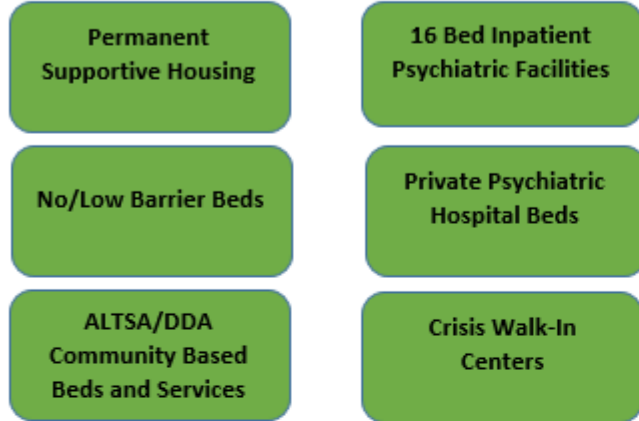 Permanent
Supportive Housing
16 Bed Inpatient
Psychiatric Facilities
No/Low Barrier Beds
Private Psychiatric
Hospital Beds
ALTSA/DDA
Community Based
Beds and Services
Crisis Walk-In
Centers